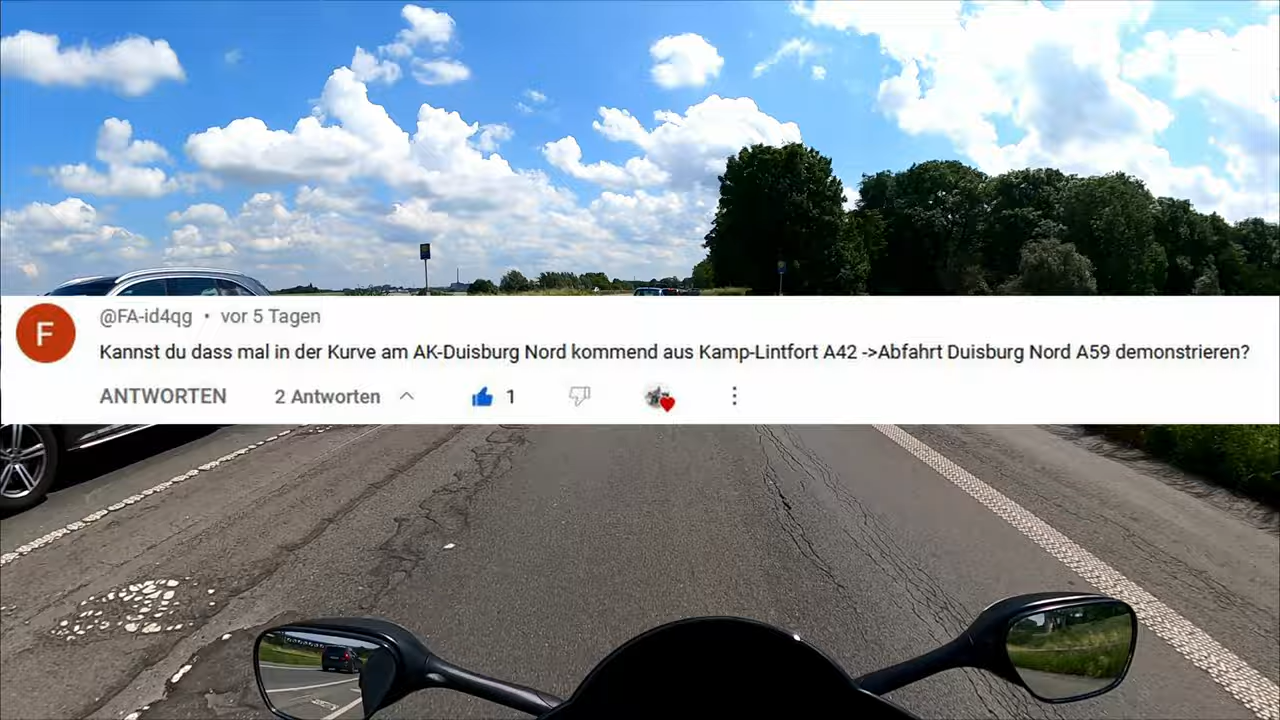 F
@FA-id4qg • vor 5 Tagen
Kannst du dass mal in der Kurve am AK-Duisburg Nord kommend aus Kamp-Lintfort A42 ->Abfahrt Duisburg Nord A59 demonstrieren?
ANTWORTEN 2 Antworten 1